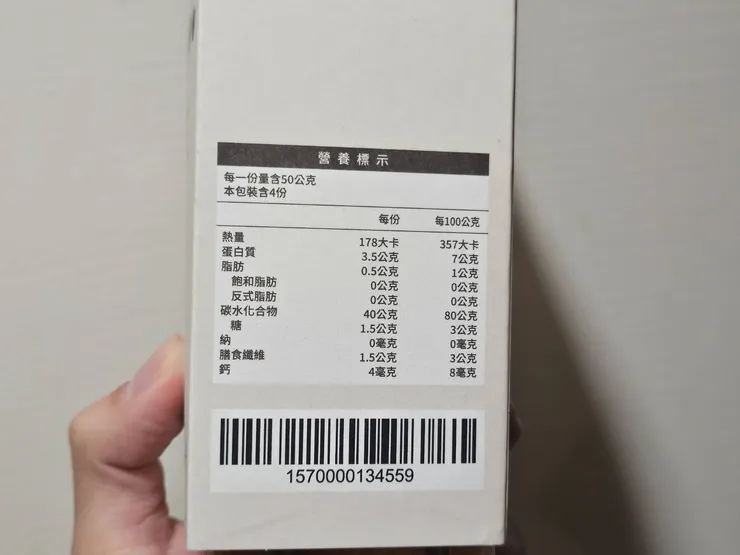 營養標示
每一份量含50公克
本包裝含4份
每份 每100公克
熱量 178大卡 357大卡
蛋白質 3.5公克 7公克
脂肪 0.5公克 1公克
飽和脂肪 0公克 0公克
反式脂肪 0公克 0公克
碳水化合物 40公克 80公克
糖 1.5公克 3公克
納 0毫克 0毫克
膳食纖維 1.5公克 3公克
鈣 4毫克 8毫克
1570000134559